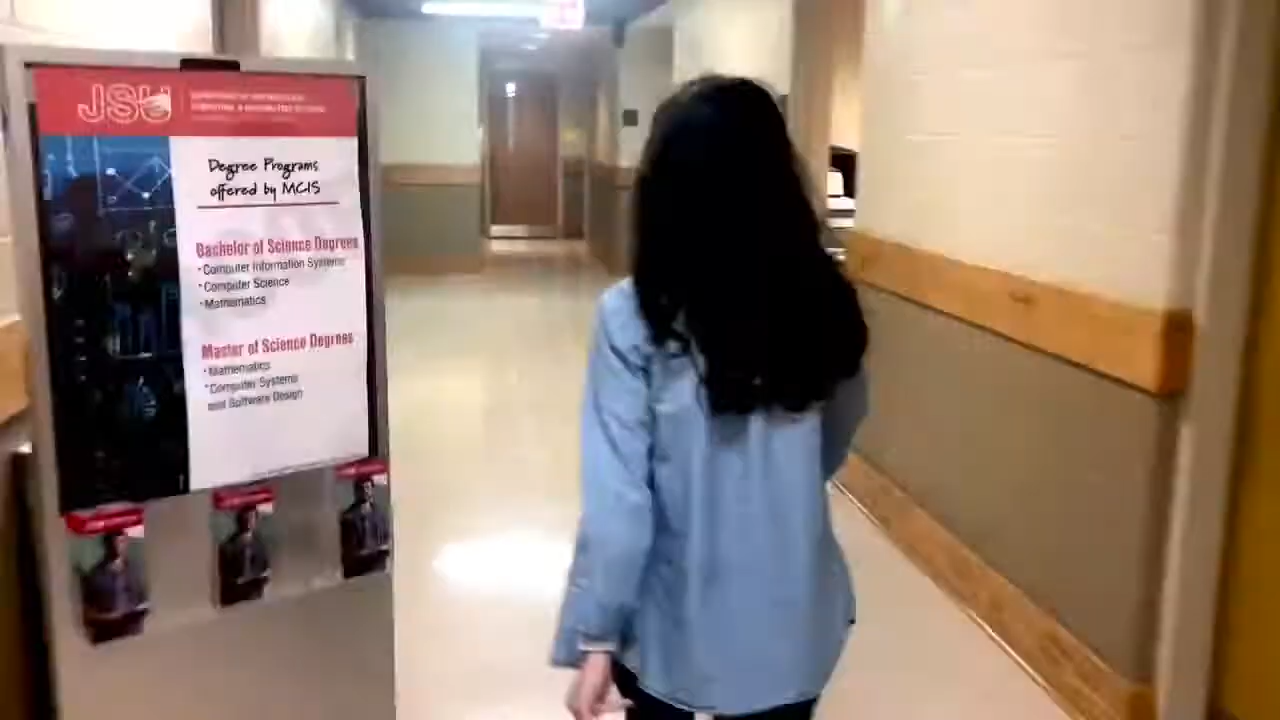 JSU
Degree Programs
offered by MCIS
Bachelor of Science Degrees
• Computer Information Systems
• Computer Science
• Mathematics
Master of Science Degrees
• Mathematics
• Computer Systems
and Software Design